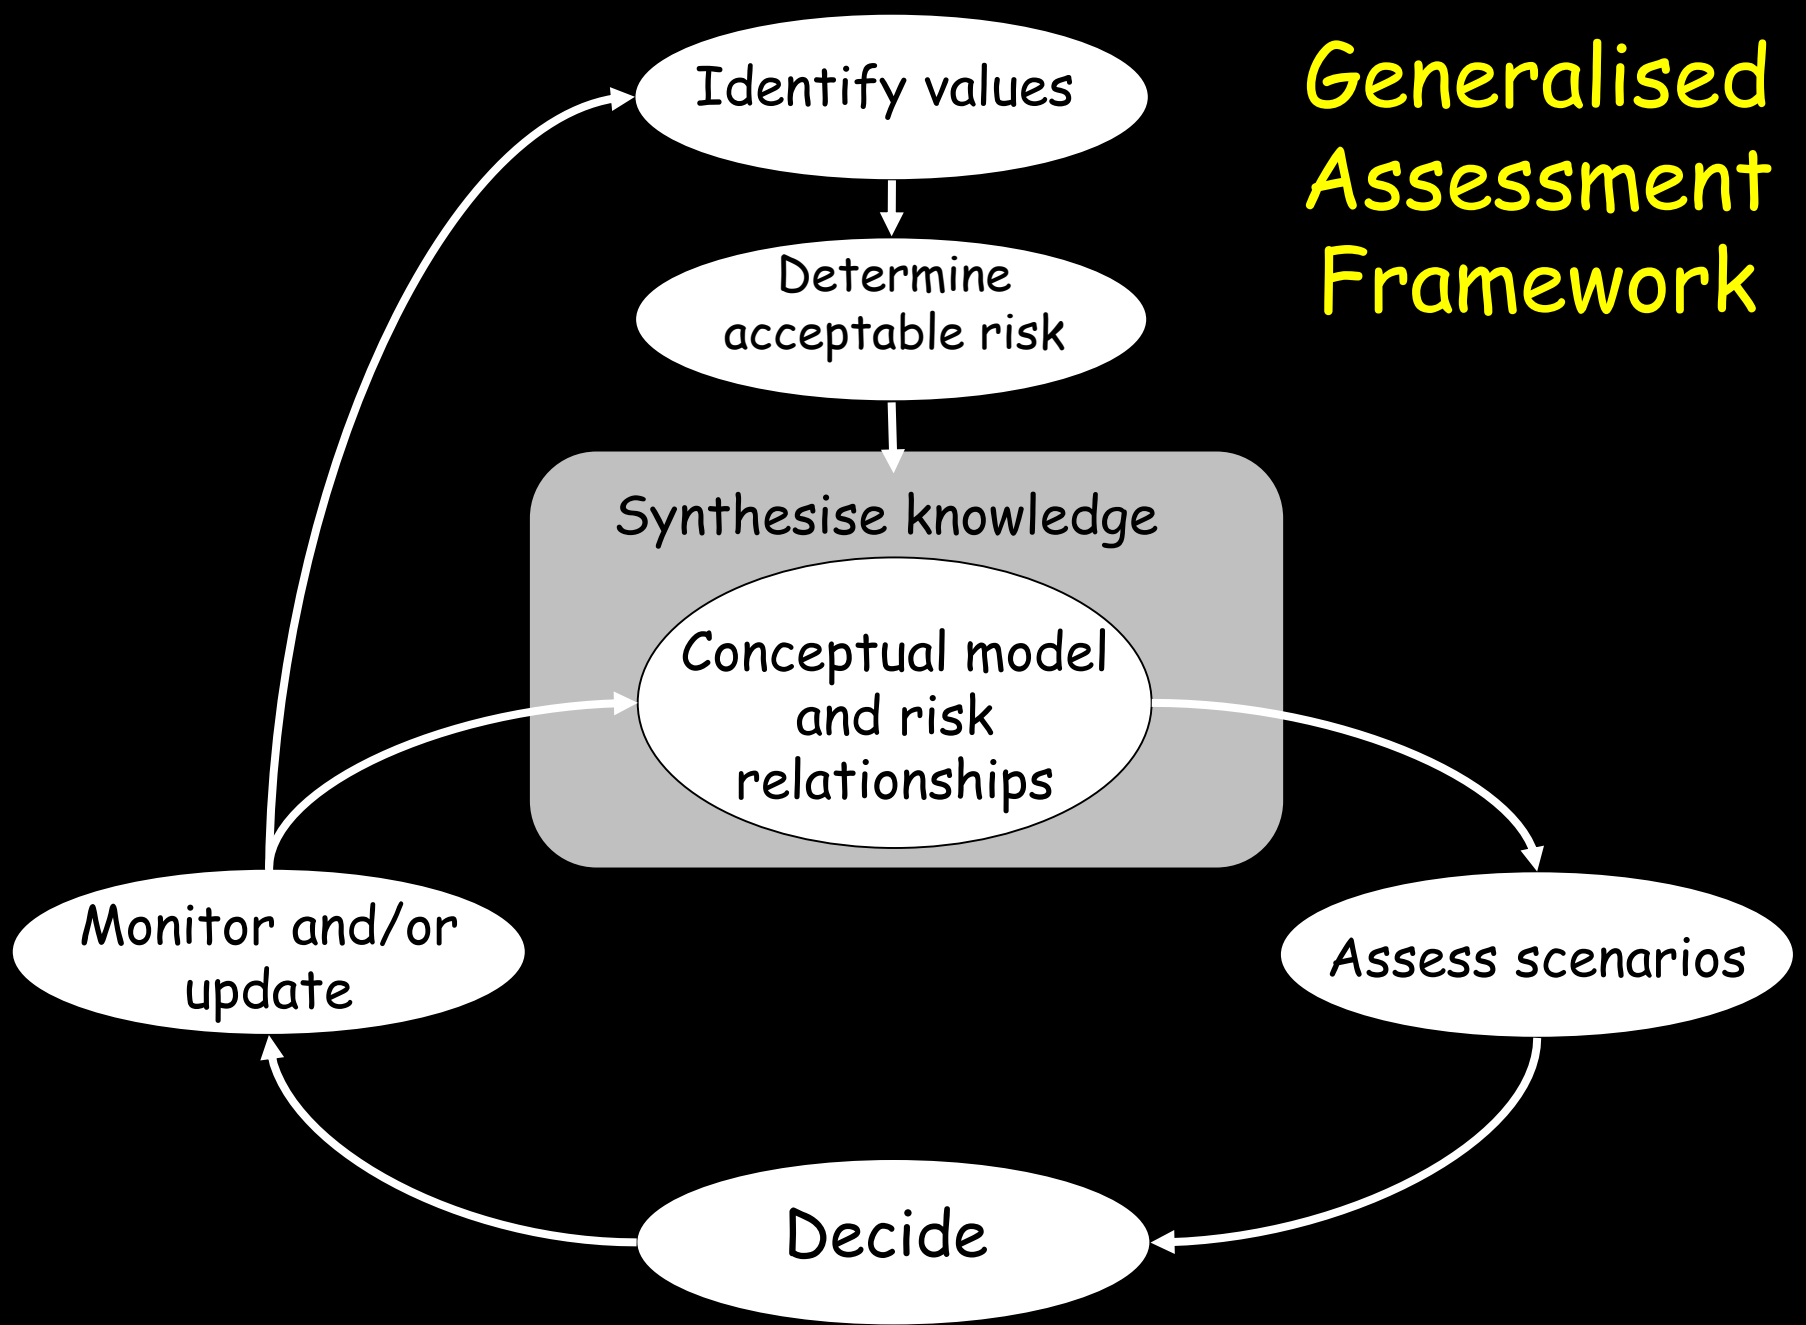 Generalised
Assessment
Framework
Identify values
Determine
acceptable risk
Synthesise knowledge
Conceptual model
and risk
relationships
Assess scenarios
Decide
Monitor and/or
update